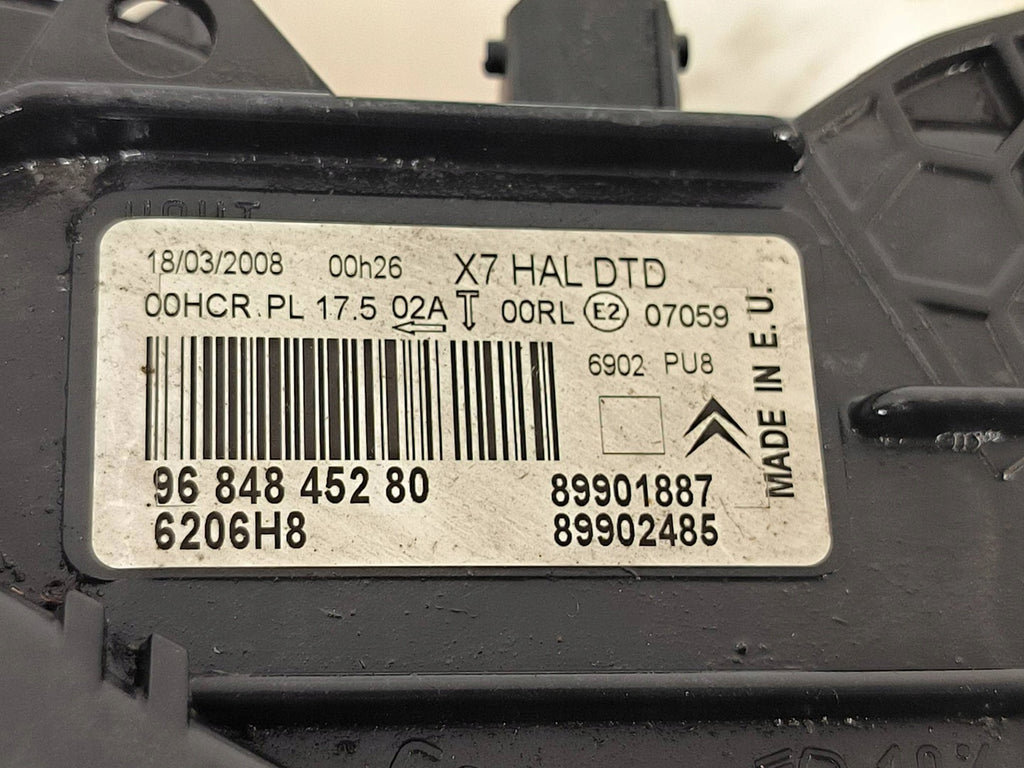 18/03/2008 00h26 X7 HAL DTD
00HCR PL 17.5 02A 00RL E2 07059
6902 PU8
MADE IN E.U.
96 848 452 80
89901887
6206H8
89902485